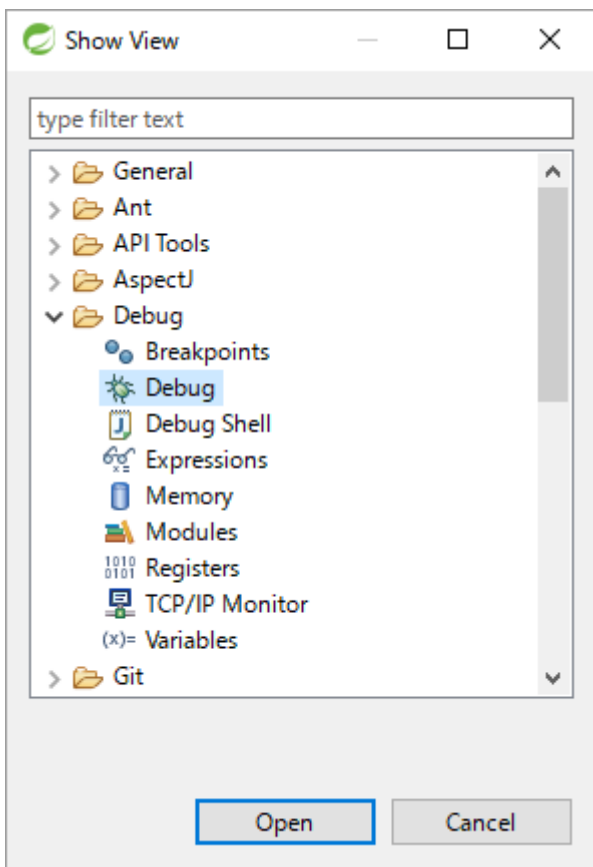 Show View
type filter text
General
Ant
API Tools
AspectJ
Debug
Breakpoints
Debug
Debug Shell
Expressions
Memory
Modules
1010
0101 Registers
TCP/IP Monitor
(x)= Variables
Git
Open Cancel